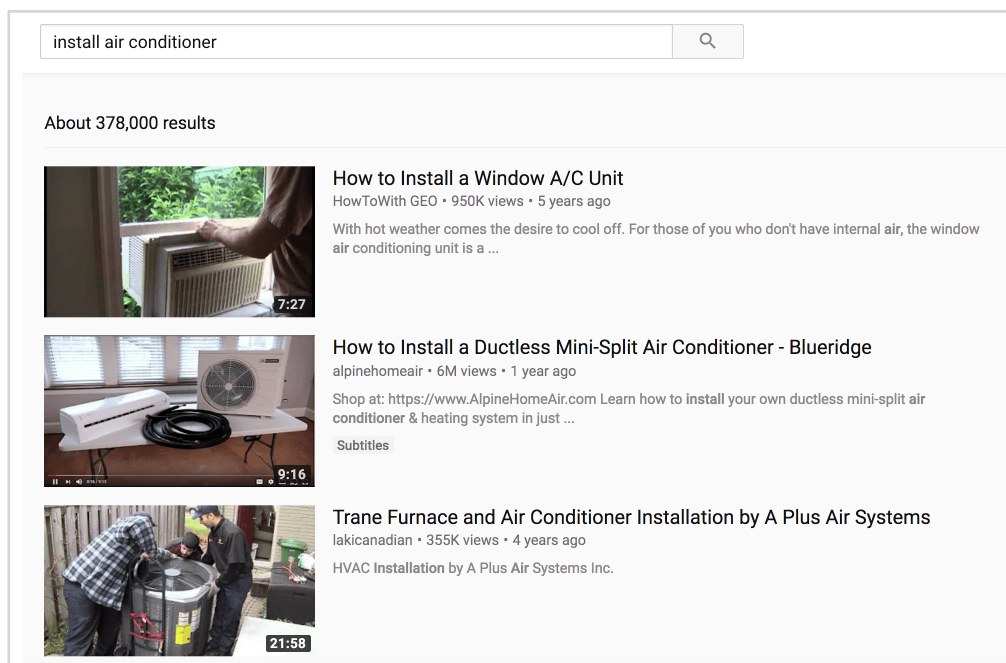 install air conditioner
About 378,000 results
How to Install a Window A/C Unit
HowToWith GEO • 950K views • 5 years ago
With hot weather comes the desire to cool off. For those of you who don't have internal air, the window
air conditioning unit is a ...
7:27
How to Install a Ductless Mini-Split Air Conditioner - Blueridge
alpinehomeair • 6M views • 1 year ago
Shop at: https://www.AlpineHomeAir.com Learn how to install your own ductless mini-split air
conditioner & heating system in just ...
Subtitles
9:16
Trane Furnace and Air Conditioner Installation by A Plus Air Systems
lakicanadian • 355K views • 4 years ago
HVAC Installation by A Plus Air Systems Inc.
21:58